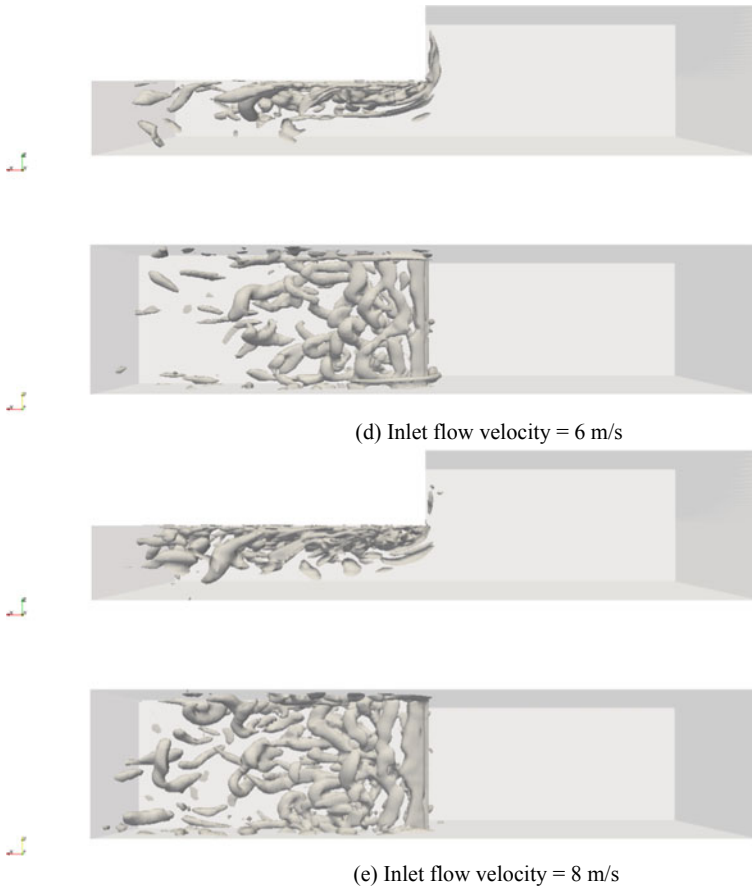 (d) Inlet flow velocity = 6 m/s
(e) Inlet flow velocity = 8 m/s